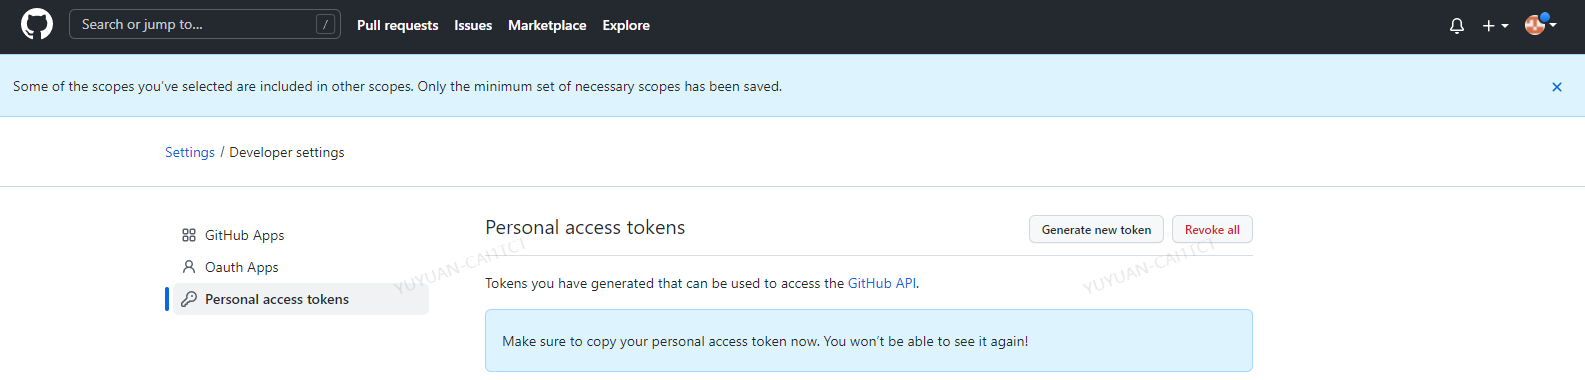 Search or jump to... /
Pull requests Issues Marketplace Explore
Some of the scopes you've selected are included in other scopes. Only the minimum set of necessary scopes has been saved.
Settings / Developer settings
GitHub Apps
Oauth Apps
Personal access tokens
Personal access tokens
Generate new token Revoke all
Tokens you have generated that can be used to access the GitHub API.
Make sure to copy your personal access token now. You won't be able to see it again!